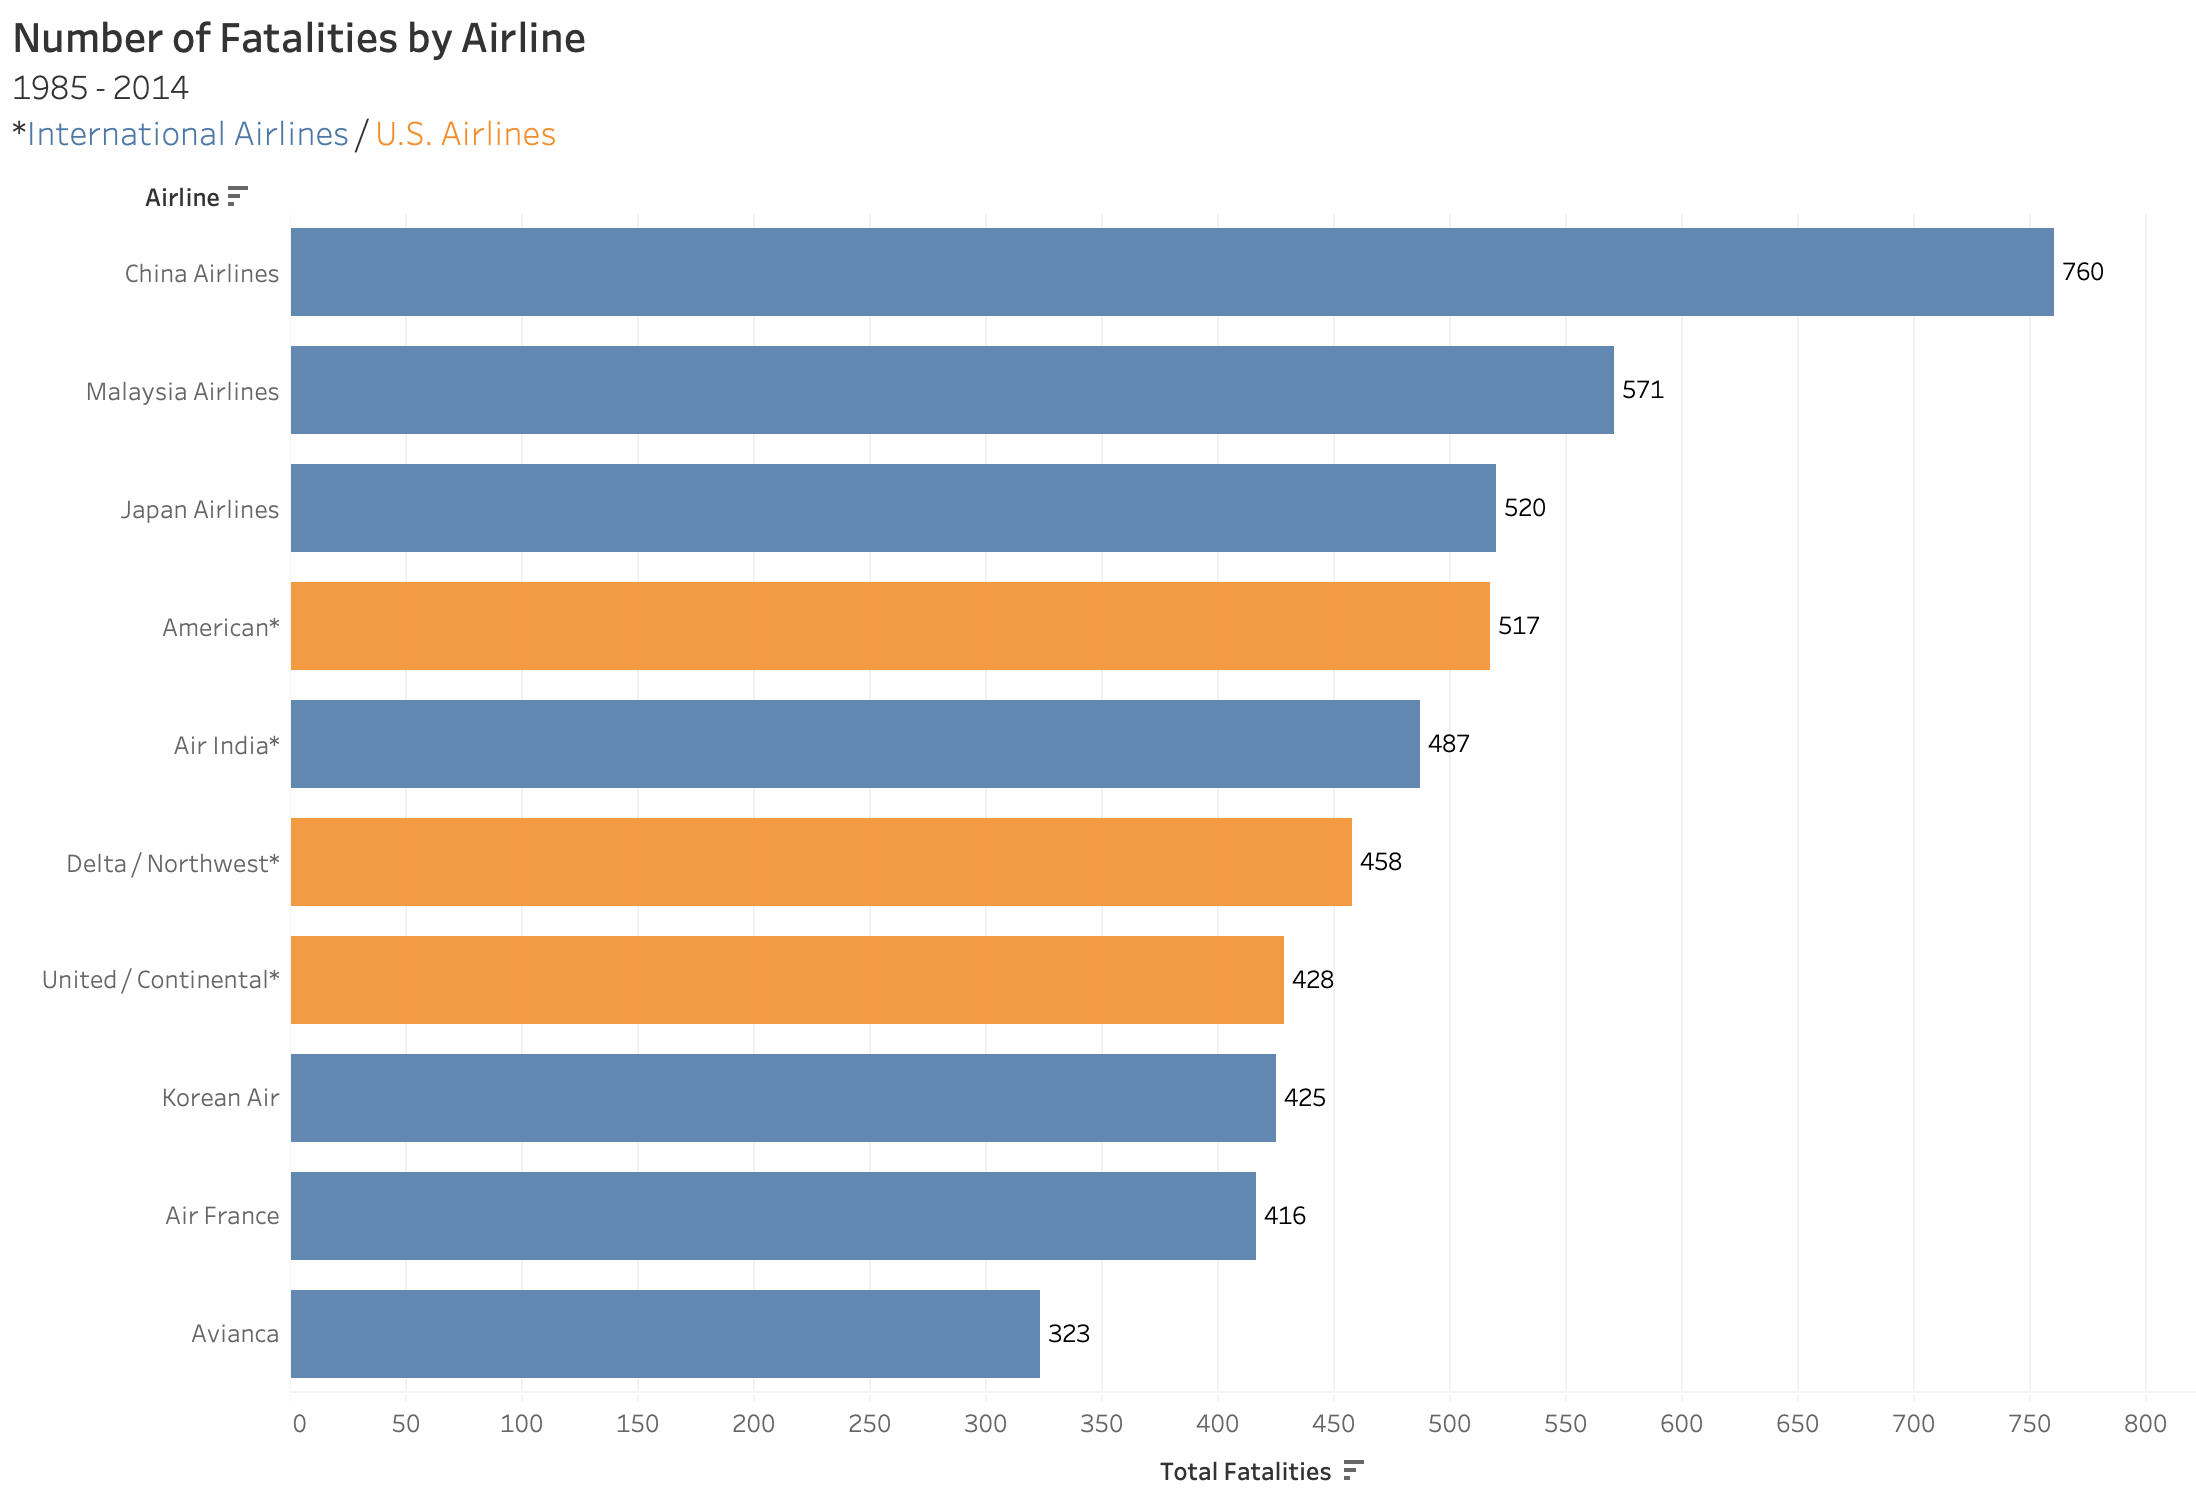 Number of Fatalities by Airline
1985 - 2014
*International Airlines / U.S. Airlines
Airline
China Airlines 760
Malaysia Airlines 571
Japan Airlines 520
American* 517
Air India* 487
Delta / Northwest* 458
United / Continental* 428
Korean Air 425
Air France 416
Avianca 323
0 50 100 150 200 250 300 350 400 450 500 550 600 650 700 750 800
Total Fatalities